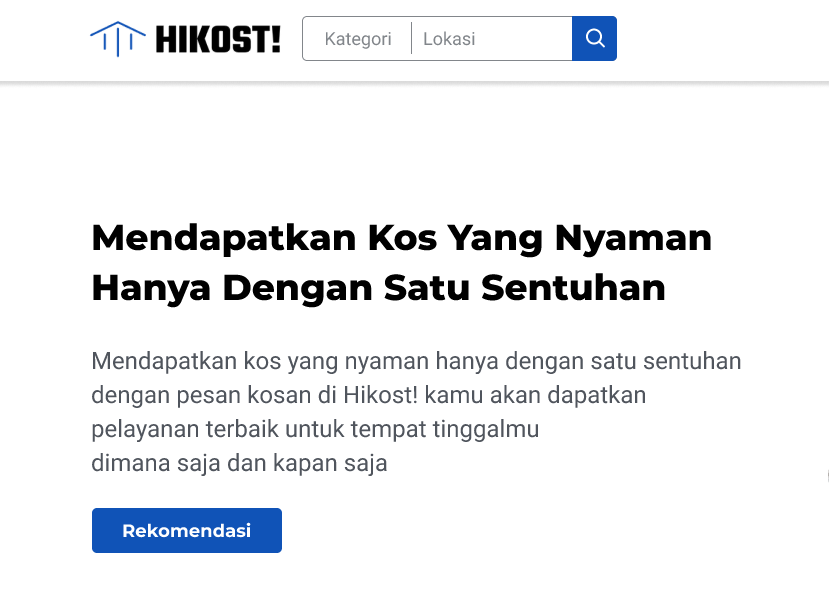 HIKOST!
Kategori
Lokasi
Mendapatkan Kos Yang Nyaman
Hanya Dengan Satu Sentuhan
Mendapatkan kos yang nyaman hanya dengan satu sentuhan
dengan pesan kosan di Hikost! kamu akan dapatkan
pelayanan terbaik untuk tempat tinggalmu
dimana saja dan kapan saja
Rekomendasi